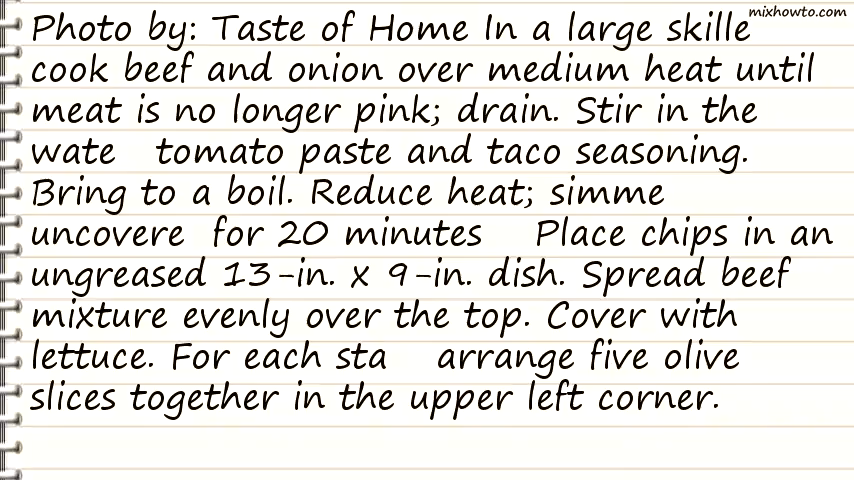 mixhowto.com
Photo by: Taste of Home In a large skille
cook beef and onion over medium heat until
meat is no longer pink; drain. Stir in the
wate tomato paste and taco seasoning.
Bring to a boil. Reduce heat; simme
uncovere for 20 minutes Place chips in an
ungreased 13-in. x 9-in. dish. Spread beef
mixture evenly over the top. Cover with
lettuce. For each sta arrange five olive
slices together in the upper left corner.